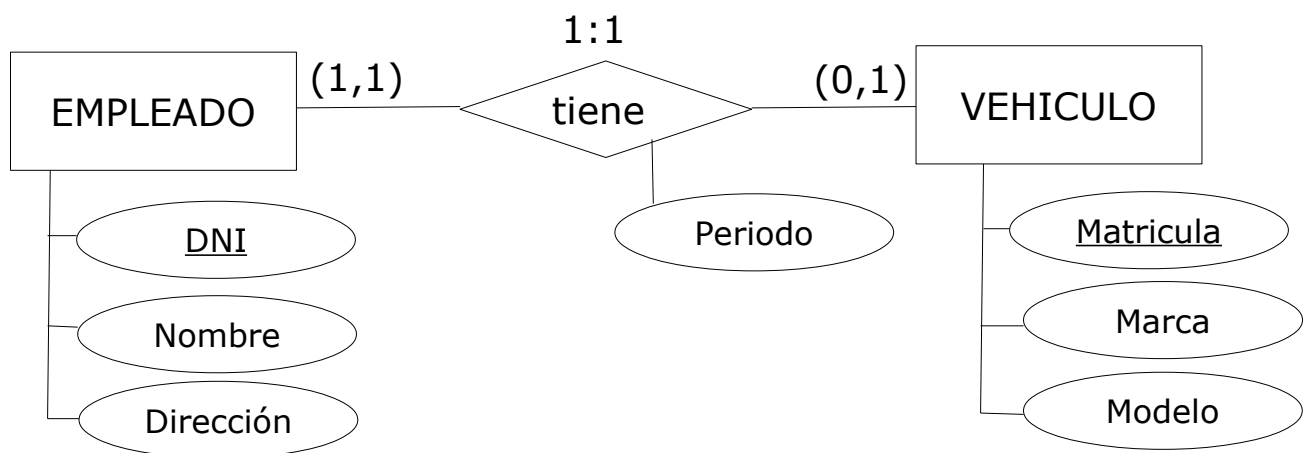 1:1
EMPLEADO
(1,1)
tiene
(0,1)
VEHICULO
DNI
Periodo
Matricula
Nombre
Marca
Dirección
Modelo